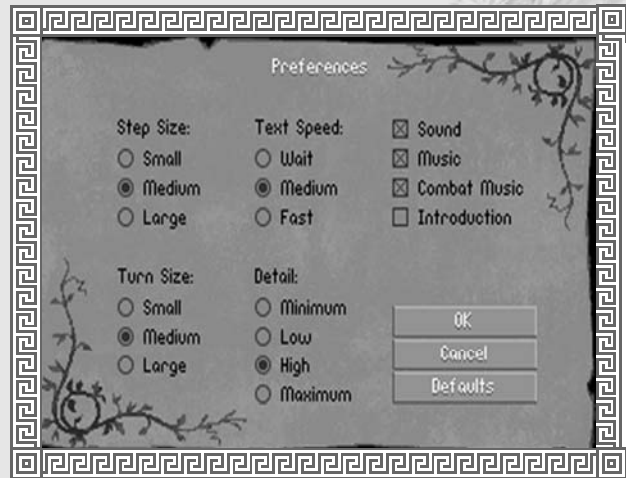 Preferences
Step Size:
Small
Medium
Large
Text Speed:
Wait
Medium
Fast
Sound
Music
Combat Music
Introduction
Turn Size:
Small
Medium
Large
Detail:
Minimum
Low
High
Maximum
OK
Cancel
Defaults